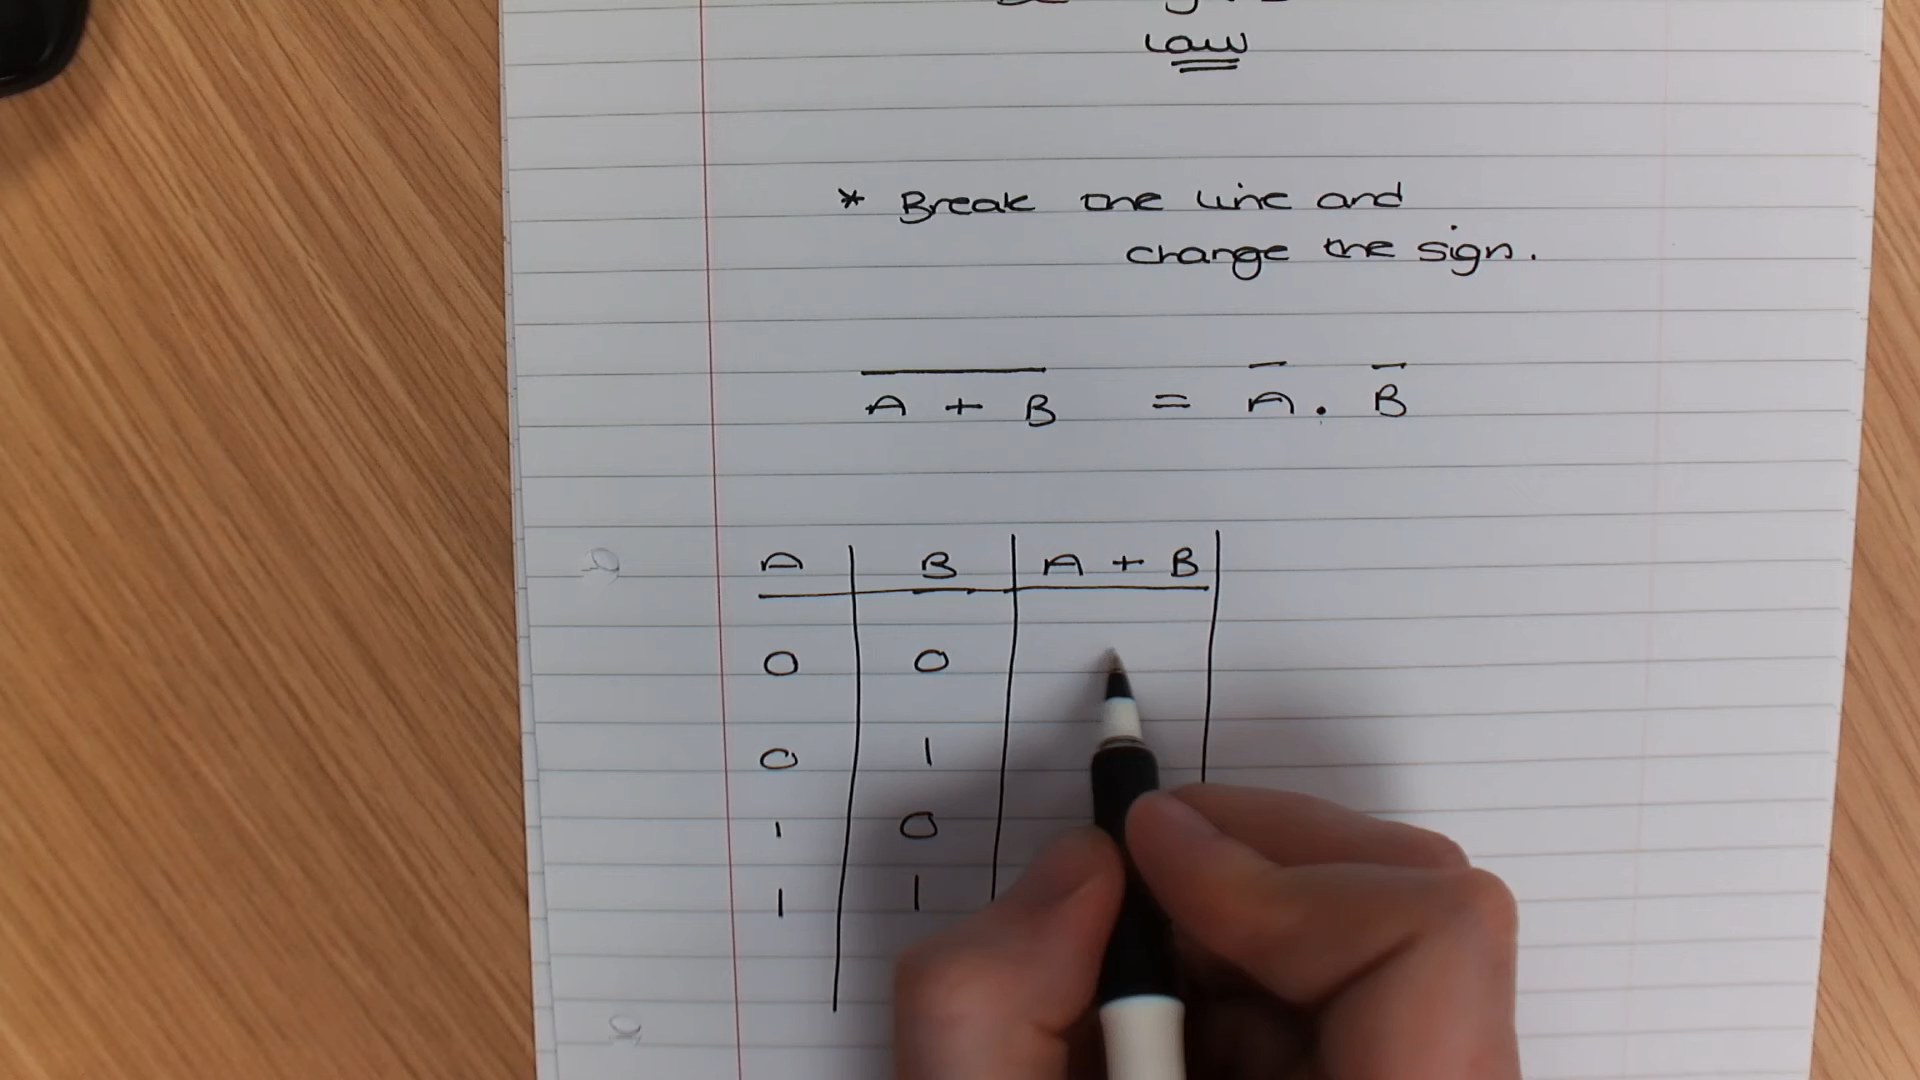 Law
* Break the line and
change the sign.
A̅ ̅+̅ ̅B̅ = A̅ . B̅
A | B | A + B |
0 | 0 |
0 | 1 |
1 | 0
1 | 1